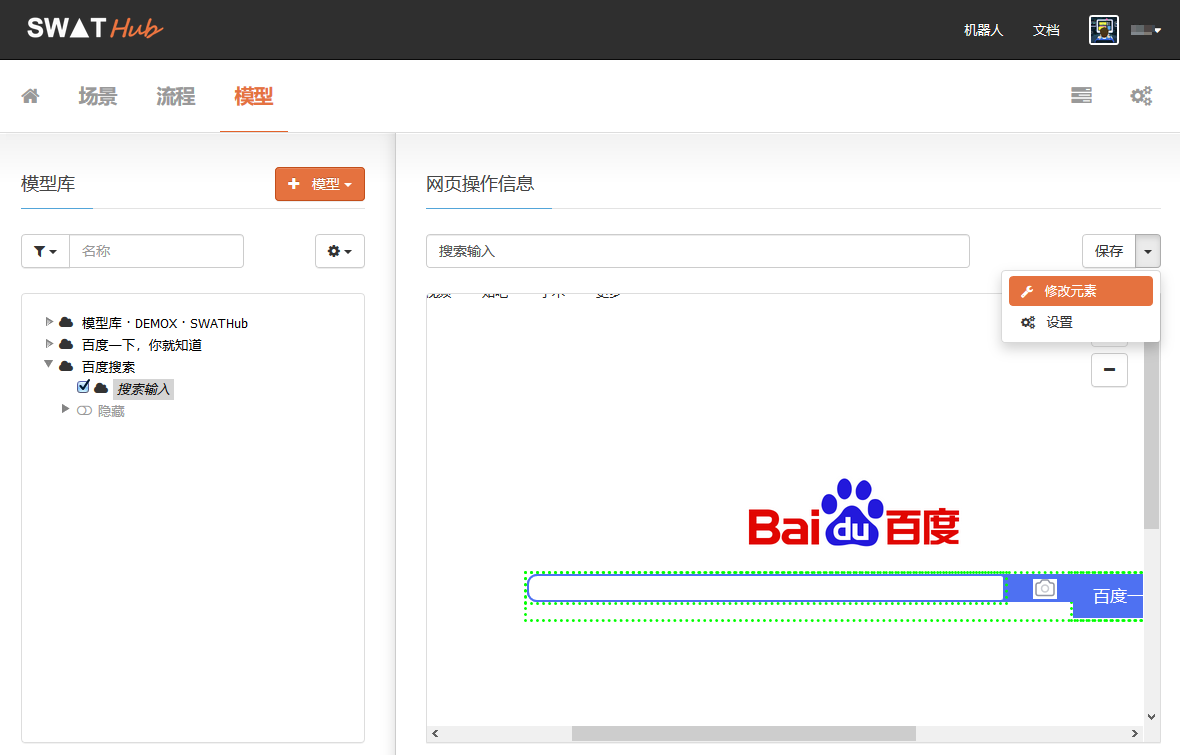 SWAT Hub
机器人 文档
场景 流程 模型
模型库
模型
名称
模型库・DEMOX・SWATHub
百度一下，你就知道
百度搜索
搜索输入
隐藏
网页操作信息
搜索输入
保存
修改元素
设置
Bai du 百度
百度一